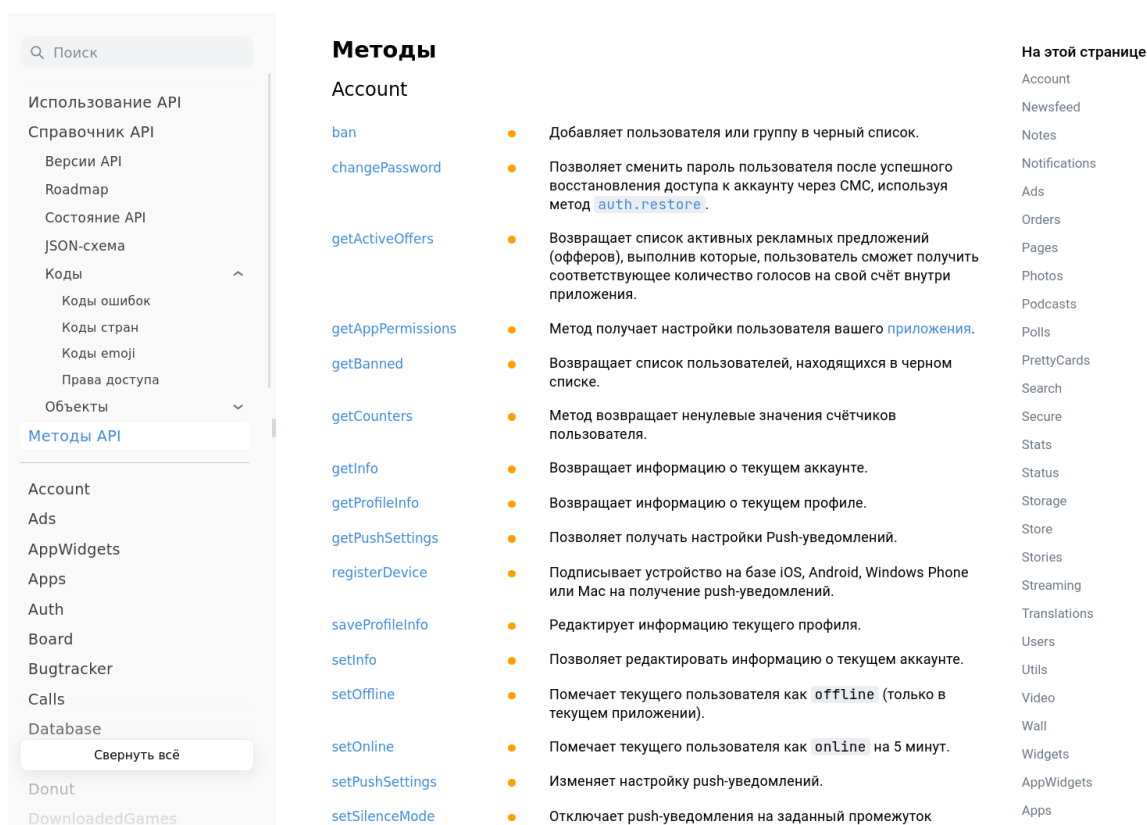 Поиск
Использование API
Справочник API
Версии API
Roadmap
Состояние API
JSON-схема
Коды
Коды ошибок
Коды стран
Коды emoji
Права доступа
Объекты
Методы API
Account
Ads
AppWidgets
Apps
Auth
Board
Bugtracker
Calls
Database
Свернуть всё
Donut
DownloadedGames
Методы
Account
ban
Добавляет пользователя или группу в черный список.
changePassword
Позволяет сменить пароль пользователя после успешного
восстановления доступа к аккаунту через СМС, используя
метод auth.restore.
getActiveOffers
Возвращает список активных рекламных предложений
(офферов), выполнив которые, пользователь сможет получить
соответствующее количество голосов на свой счёт внутри
приложения.
getAppPermissions
Метод получает настройки пользователя вашего приложения.
getBanned
Возвращает список пользователей, находящихся в черном
списке.
getCounters
Метод возвращает ненулевые значения счётчиков
пользователя.
getInfo
Возвращает информацию о текущем аккаунте.
getProfileInfo
Возвращает информацию о текущем профиле.
getPushSettings
Позволяет получать настройки Push-уведомлений.
registerDevice
Подписывает устройство на базе iOS, Android, Windows Phone
или Mac на получение push-уведомлений.
saveProfileInfo
Редактирует информацию текущего профиля.
setInfo
Позволяет редактировать информацию о текущем аккаунте.
setOffline
Помечает текущего пользователя как offline (только в
текущем приложении).
setOnline
Помечает текущего пользователя как online на 5 минут.
setPushSettings
Изменяет настройку push-уведомлений.
setSilenceMode
Отключает push-уведомления на заданный промежуток
На этой странице
Account
Newsfeed
Notes
Notifications
Ads
Orders
Pages
Photos
Podcasts
Polls
PrettyCards
Search
Secure
Stats
Status
Storage
Store
Stories
Streaming
Translations
Users
Utils
Video
Wall
Widgets
AppWidgets
Apps